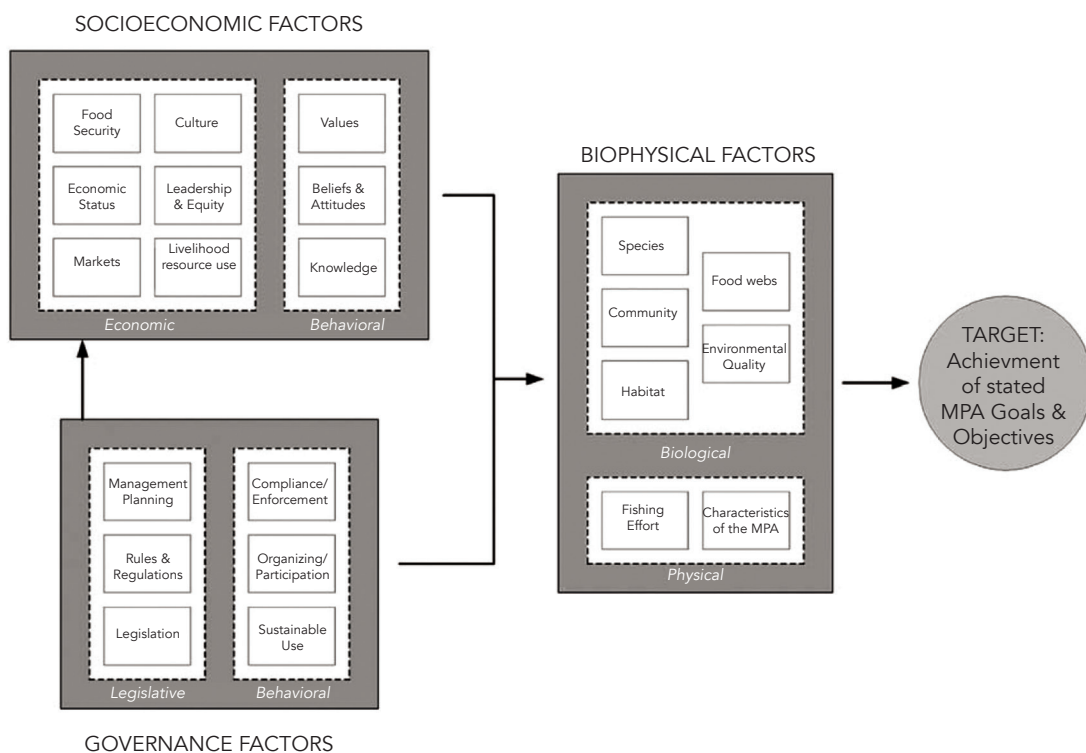 SOCIOECONOMIC FACTORS
Food
Security
Culture
Economic
Status
Leadership
& Equity
Markets
Livelihood
resource use
Economic
Values
Beliefs &
Attitudes
Knowledge
Behavioral
Management
Planning
Rules &
Regulations
Legislation
Legislative
Compliance/
Enforcement
Organizing/
Participation
Sustainable
Use
Behavioral
GOVERNANCE FACTORS
BIOPHYSICAL FACTORS
Species
Community
Habitat
Food webs
Environmental
Quality
Biological
Fishing
Effort
Characteristics
of the MPA
Physical
TARGET:
Achievment
of stated
MPA Goals &
Objectives